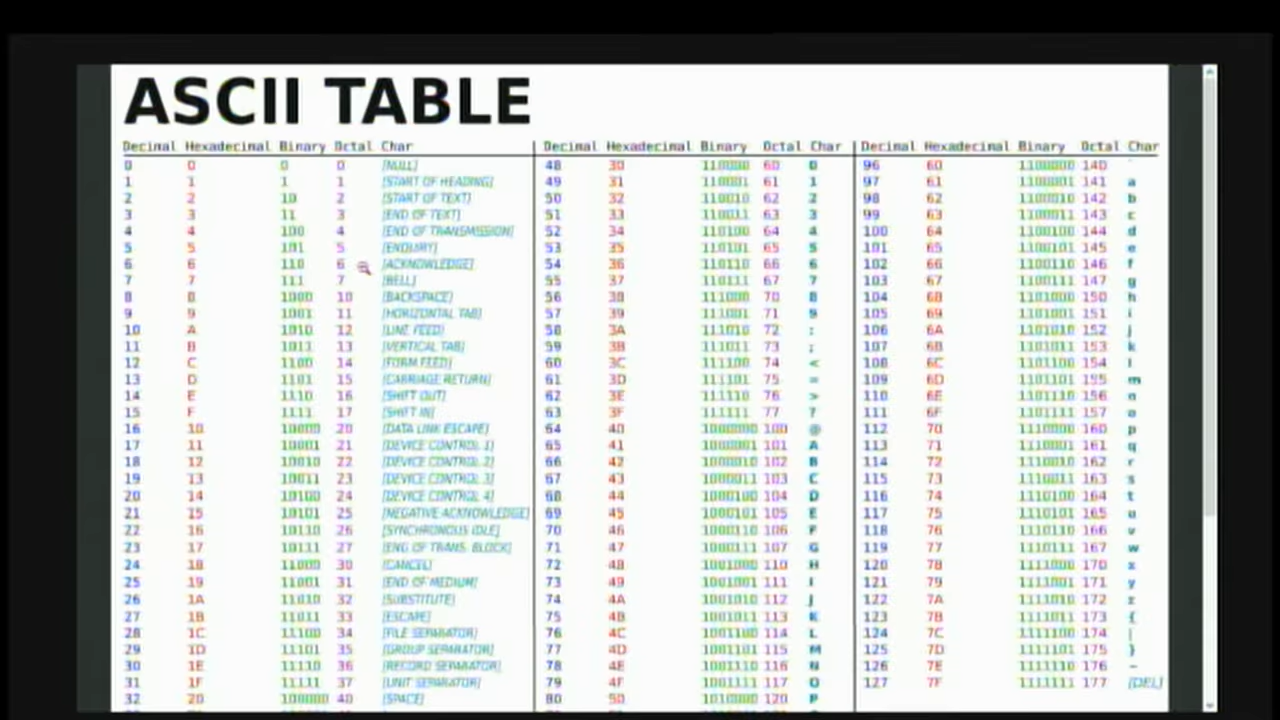 ASCII TABLE
Decimal Hexadecimal Binary Octal Char Decimal Hexadecimal Binary Octal Char Decimal Hexadecimal Binary Octal Char
0 0 0 0 [NULL] 48 30 110000 60 0 96 60 1100000 140 `
1 1 1 1 [START OF HEADING] 49 31 110001 61 1 97 61 1100001 141 a
2 2 10 2 [START OF TEXT] 50 32 110010 62 2 98 62 1100010 142 b
3 3 11 3 [END OF TEXT] 51 33 110011 63 3 99 63 1100011 143 c
4 4 100 4 [END OF TRANSMISSION] 52 34 110100 64 4 100 64 1100100 144 d
5 5 101 5 [ENQUIRY] 53 35 110101 65 5 101 65 1100101 145 e
6 6 110 6 [ACKNOWLEDGE] 54 36 110110 66 6 102 66 1100110 146 f
7 7 111 7 [BELL] 55 37 110111 67 7 103 67 1100111 147 g
8 8 1000 10 [BACKSPACE] 56 38 111000 70 8 104 68 1101000 150 h
9 9 1001 11 [HORIZONTAL TAB] 57 39 111001 71 9 105 69 1101001 151 i
10 A 1010 12 [LINE FEED] 58 3A 111010 72 : 106 6A 1101010 152 j
11 B 1011 13 [VERTICAL TAB] 59 3B 111011 73 ; 107 6B 1101011 153 k
12 C 1100 14 [FORM FEED] 60 3C 111100 74 < 108 6C 1101100 154 l
13 D 1101 15 [CARRIAGE RETURN] 61 3D 111101 75 = 109 6D 1101101 155 m
14 E 1110 16 [SHIFT OUT] 62 3E 111110 76 > 110 6E 1101110 156 n
15 F 1111 17 [SHIFT IN] 63 3F 111111 77 ? 111 6F 1101111 157 o
16 10 10000 20 [DATA LINK ESCAPE] 64 40 1000000 100 @ 112 70 1110000 160 p
17 11 10001 21 [DEVICE CONTROL 1] 65 41 1000001 101 A 113 71 1110001 161 q
18 12 10010 22 [DEVICE CONTROL 2] 66 42 1000010 102 B 114 72 1110010 162 r
19 13 10011 23 [DEVICE CONTROL 3] 67 43 1000011 103 C 115 73 1110011 163 s
20 14 10100 24 [DEVICE CONTROL 4] 68 44 1000100 104 D 116 74 1110100 164 t
21 15 10101 25 [NEGATIVE ACKNOWLEDGE] 69 45 1000101 105 E 117 75 1110101 165 u
22 16 10110 26 [SYNCHRONOUS IDLE] 70 46 1000110 106 F 118 76 1110110 166 v
23 17 10111 27 [ENG OF TRANS. BLOCK] 71 47 1000111 107 G 119 77 1110111 167 w
24 18 11000 30 [CANCEL] 72 48 1001000 110 H 120 78 1111000 170 x
25 19 11001 31 [END OF MEDIUM] 73 49 1001001 111 I 121 79 1111001 171 y
26 1A 11010 32 [SUBSTITUTE] 74 4A 1001010 112 J 122 7A 1111010 172 z
27 1B 11011 33 [ESCAPE] 75 4B 1001011 113 K 123 7B 1111011 173 {
28 1C 11100 34 [FILE SEPARATOR] 76 4C 1001100 114 L 124 7C 1111100 174 |
29 1D 11101 35 [GROUP SEPARATOR] 77 4D 1001101 115 M 125 7D 1111101 175 }
30 1E 11110 36 [RECORD SEPARATOR] 78 4E 1001110 116 N 126 7E 1111110 176 ~
31 1F 11111 37 [UNIT SEPARATOR] 79 4F 1001111 117 O 127 7F 1111111 177 [DEL]
32 20 100000 40 [SPACE] 80 50 1010000 120 P